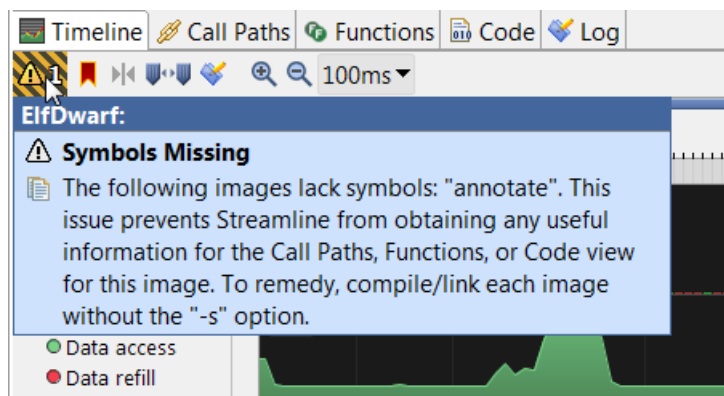 Timeline Call Paths Functions Code Log
1 100ms
ElfDwarf:
Symbols Missing
The following images lack symbols: "annotate". This
issue prevents Streamline from obtaining any useful
information for the Call Paths, Functions, or Code view
for this image. To remedy, compile/link each image
without the "-s" option.
Data access
Data refill